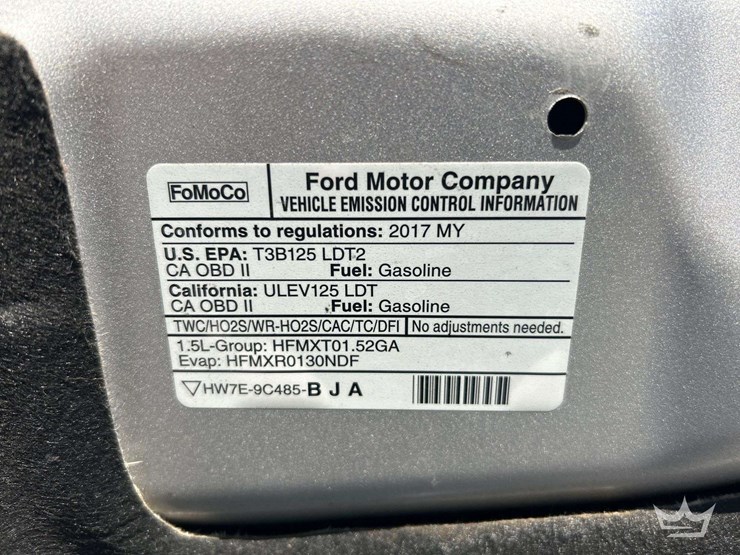 FoMoCo
Ford Motor Company
VEHICLE EMISSION CONTROL INFORMATION
Conforms to regulations: 2017 MY
U.S. EPA: T3B125 LDT2
CA OBD II Fuel: Gasoline
California: ULEV125 LDT
CA OBD II Fuel: Gasoline
TWC/HO2S/WR-HO2S/CAC/TC/DFI No adjustments needed.
1.5L-Group: HFMXT01.52GA
Evap: HFMXR0130NDF
HW7E-9C485-B J A